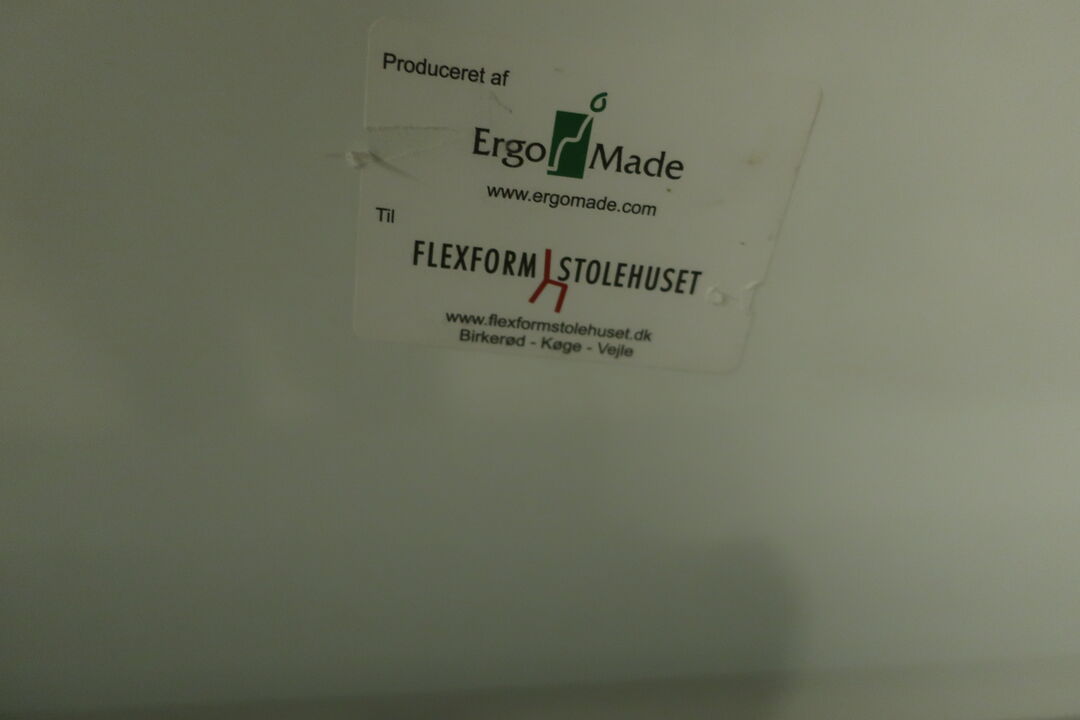 Produceret af
Ergo Made
www.ergomade.com
Til
FLEXFORM STOLEHUSET
www.flexformstolehuset.dk
Birkerød - Køge - Vejle